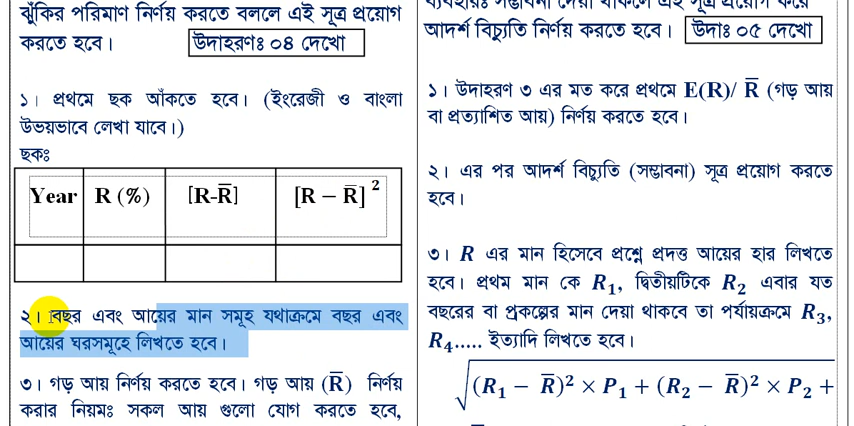 ঝুঁকির পরিমাণ নির্ণয় করতে বললে এই সূত্র প্রয়োগ
করতে হবে।
উদাহরণঃ ০৪ দেখো
১। প্রথমে ছক আঁকতে হবে। (ইংরেজী ও বাংলা
উভয়ভাবে লেখা যাবে।)
ছকঃ
Year R (%) [R-R̅] [R − R̅]²
২। বছর এবং আয়ের মান সমূহ যথাক্রমে বছর এবং
আয়ের ঘরসমূহে লিখতে হবে।
৩। গড় আয় নির্ণয় করতে হবে। গড় আয় (R̅) নির্ণয়
করার নিয়মঃ সকল আয় গুলো যোগ করতে হবে,
আদর্শ বিচ্যুতি নির্ণয় করতে হবে।
উদাঃ ০৫ দেখো
১। উদাহরণ ৩ এর মত করে প্রথমে E(R)/ R̅ (গড় আয়
বা প্রত্যাশিত আয়) নির্ণয় করতে হবে।
২। এর পর আদর্শ বিচ্যুতি (সম্ভাবনা) সূত্র প্রয়োগ করতে
হবে।
৩। R এর মান হিসেবে প্রশ্নে প্রদত্ত আয়ের হার লিখতে
হবে। প্রথম মান কে R₁, দ্বিতীয়টিকে R₂ এবার যত
বছরের বা প্রকল্পের মান দেয়া থাকবে তা পর্যায়ক্রমে R₃,
R₄..... ইত্যাদি লিখতে হবে।
√(R₁ − R̅)² × P₁ + (R₂ − R̅)² × P₂ +